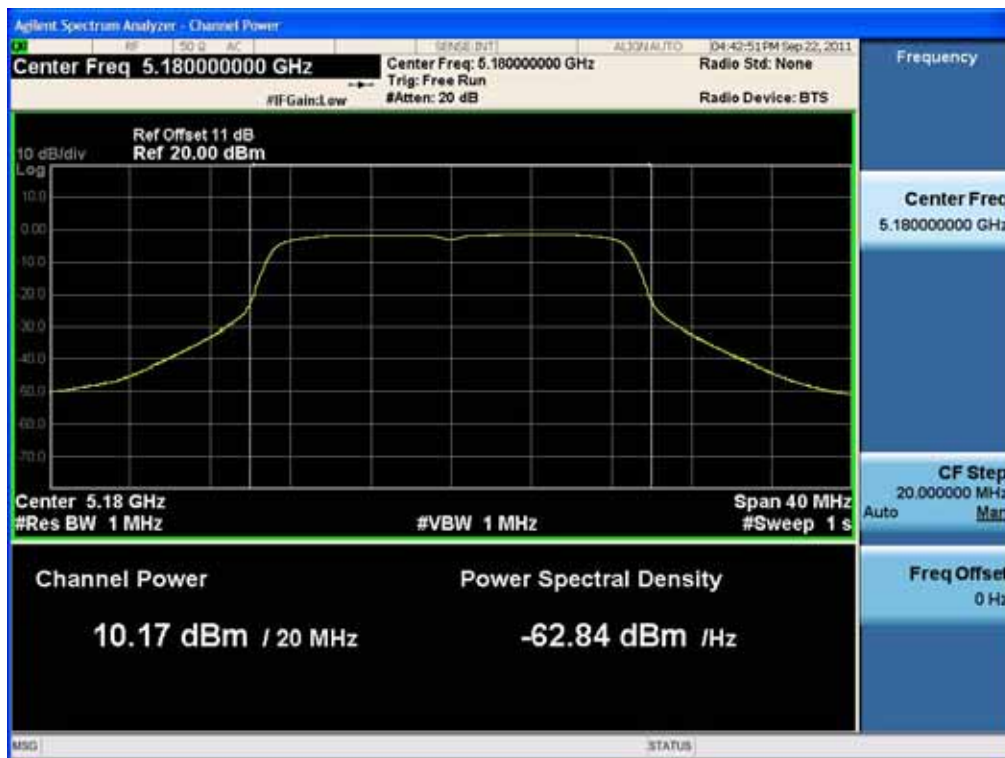 Agilent Spectrum Analyzer - Channel Power
RF 50 Ω AC SENSE:INT ALIGN AUTO 04:42:51 PM Sep 22, 2011
Center Freq 5.180000000 GHz
Center Freq: 5.180000000 GHz
Radio Std: None
Trig: Free Run
#IFGain:Low
#Atten: 20 dB
Radio Device: BTS
Ref Offset 11 dB
10 dB/div
Ref 20.00 dBm
Log
10.0
0.00
-10.0
-20.0
-30.0
-40.0
-50.0
-60.0
-70.0
Center 5.18 GHz
Span 40 MHz
#Res BW 1 MHz
#VBW 1 MHz
#Sweep 1 s
Channel Power
Power Spectral Density
10.17 dBm / 20 MHz
-62.84 dBm /Hz
Frequency
Center Freq
5.180000000 GHz
CF Step
20.000000 MHz
Auto Man
Freq Offset
0 Hz
MSG
STATUS